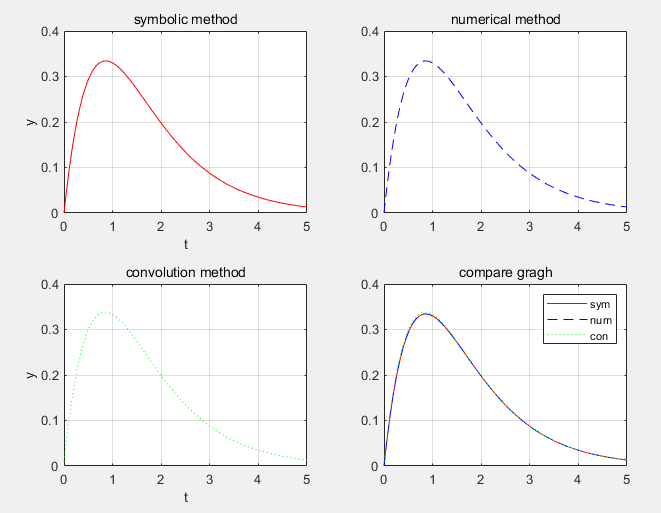 symbolic method
0.4
0.3
0.2
0.1
0
y
0 1 2 3 4 5
t
numerical method
0.4
0.3
0.2
0.1
0
0 1 2 3 4 5
convolution method
0.4
0.3
0.2
0.1
0
y
0 1 2 3 4 5
t
compare gragh
0.4
0.3
0.2
0.1
0
sym
num
con
0 1 2 3 4 5